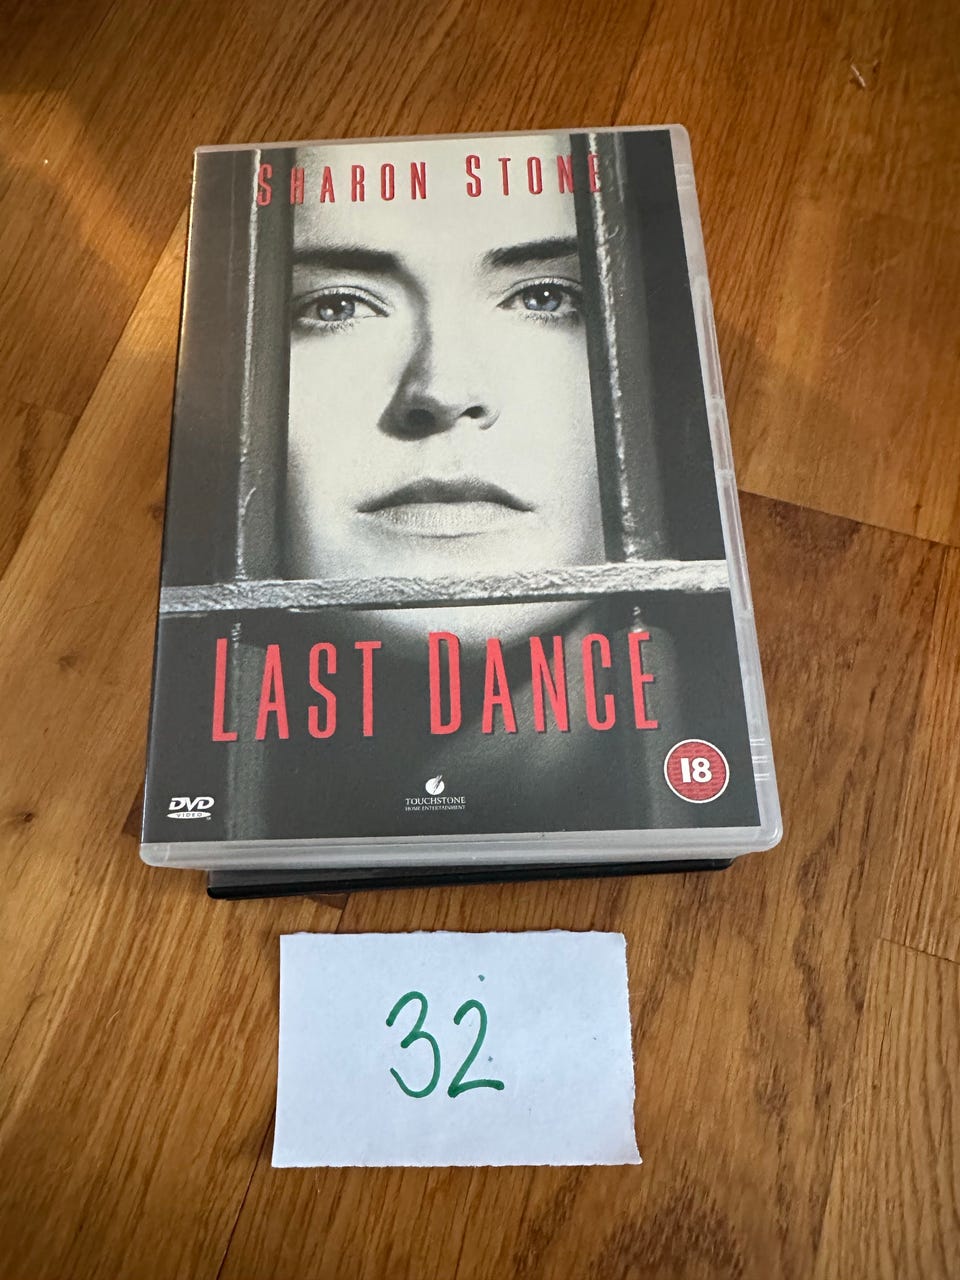 SHARON STONE
LAST DANCE
18
DVD
VIDEO
TOUCHSTONE
HOME ENTERTAINMENT
32